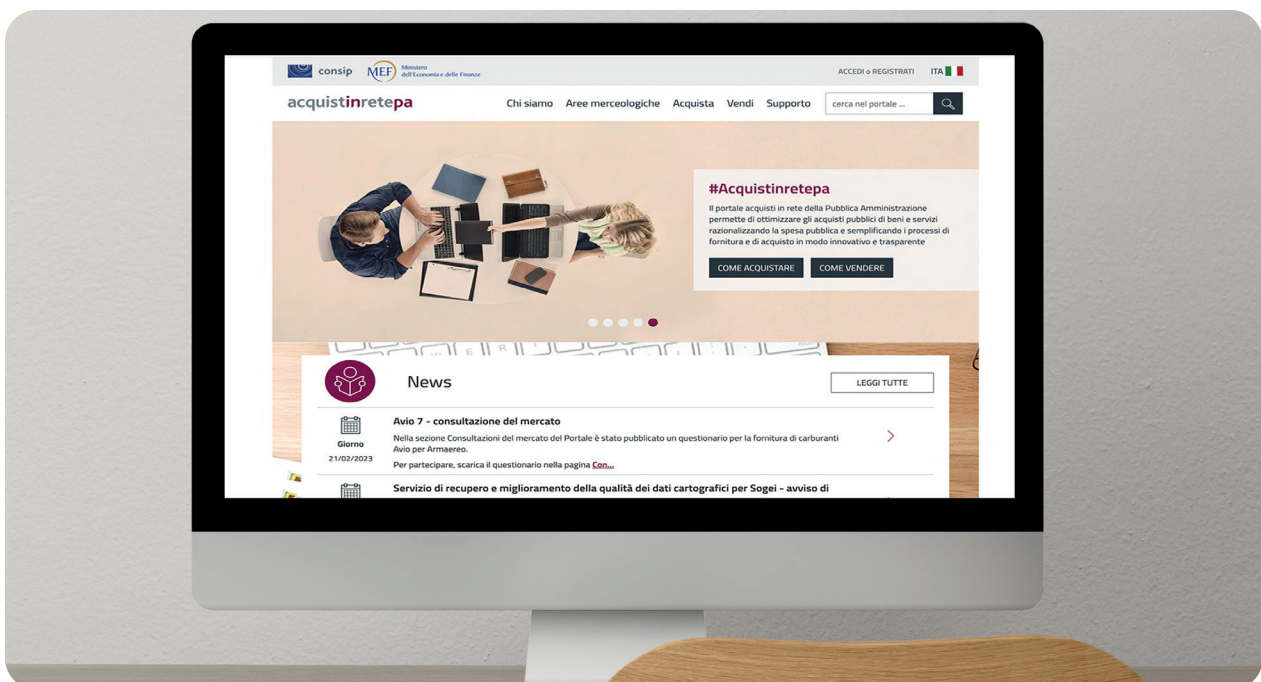 consip MEF Ministero
dell'Economia e delle Finanze
ACCEDI o REGISTRATI ITA
acquistinretepa
Chi siamo Aree merceologiche Acquista Vendi Supporto cerca nel portale ...
#Acquistinretepa
Il portale acquisti in rete della Pubblica Amministrazione
permette di ottimizzare gli acquisti pubblici di beni e servizi
razionalizzando la spesa pubblica e semplificando i processi di
fornitura e di acquisto in modo innovativo e trasparente
COME ACQUISTARE COME VENDERE
News
LEGGI TUTTE
Giorno
21/02/2023
Avio 7 - consultazione del mercato
Nella sezione Consultazioni del mercato del Portale è stato pubblicato un questionario per la fornitura di carburanti
Avio per Armaereo.
Per partecipare, scarica il questionario nella pagina Con...
Servizio di recupero e miglioramento della qualità dei dati cartografici per Sogei - avviso di